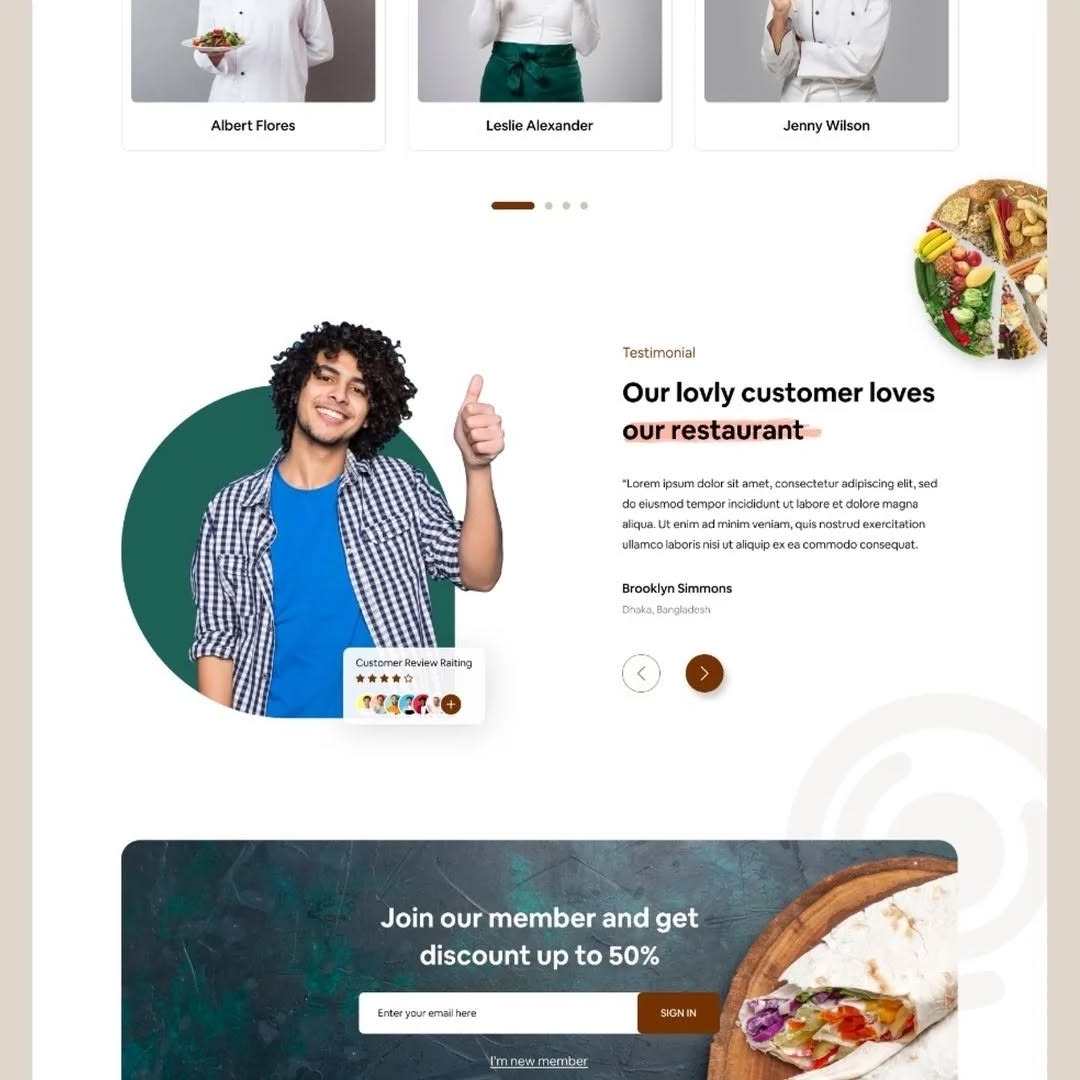 Albert Flores
Leslie Alexander
Jenny Wilson
Testimonial
Our lovly customer loves
our restaurant
“Lorem ipsum dolor sit amet, consectetur adipiscing elit, sed
do eiusmod tempor incididunt ut labore et dolore magna
aliqua. Ut enim ad minim veniam, quis nostrud exercitation
ullamco laboris nisi ut aliquip ex ea commodo consequat.
Brooklyn Simmons
Dhaka, Bangladesh
Customer Review Raiting
Join our member and get
discount up to 50%
Enter your email here
SIGN IN
I'm new member